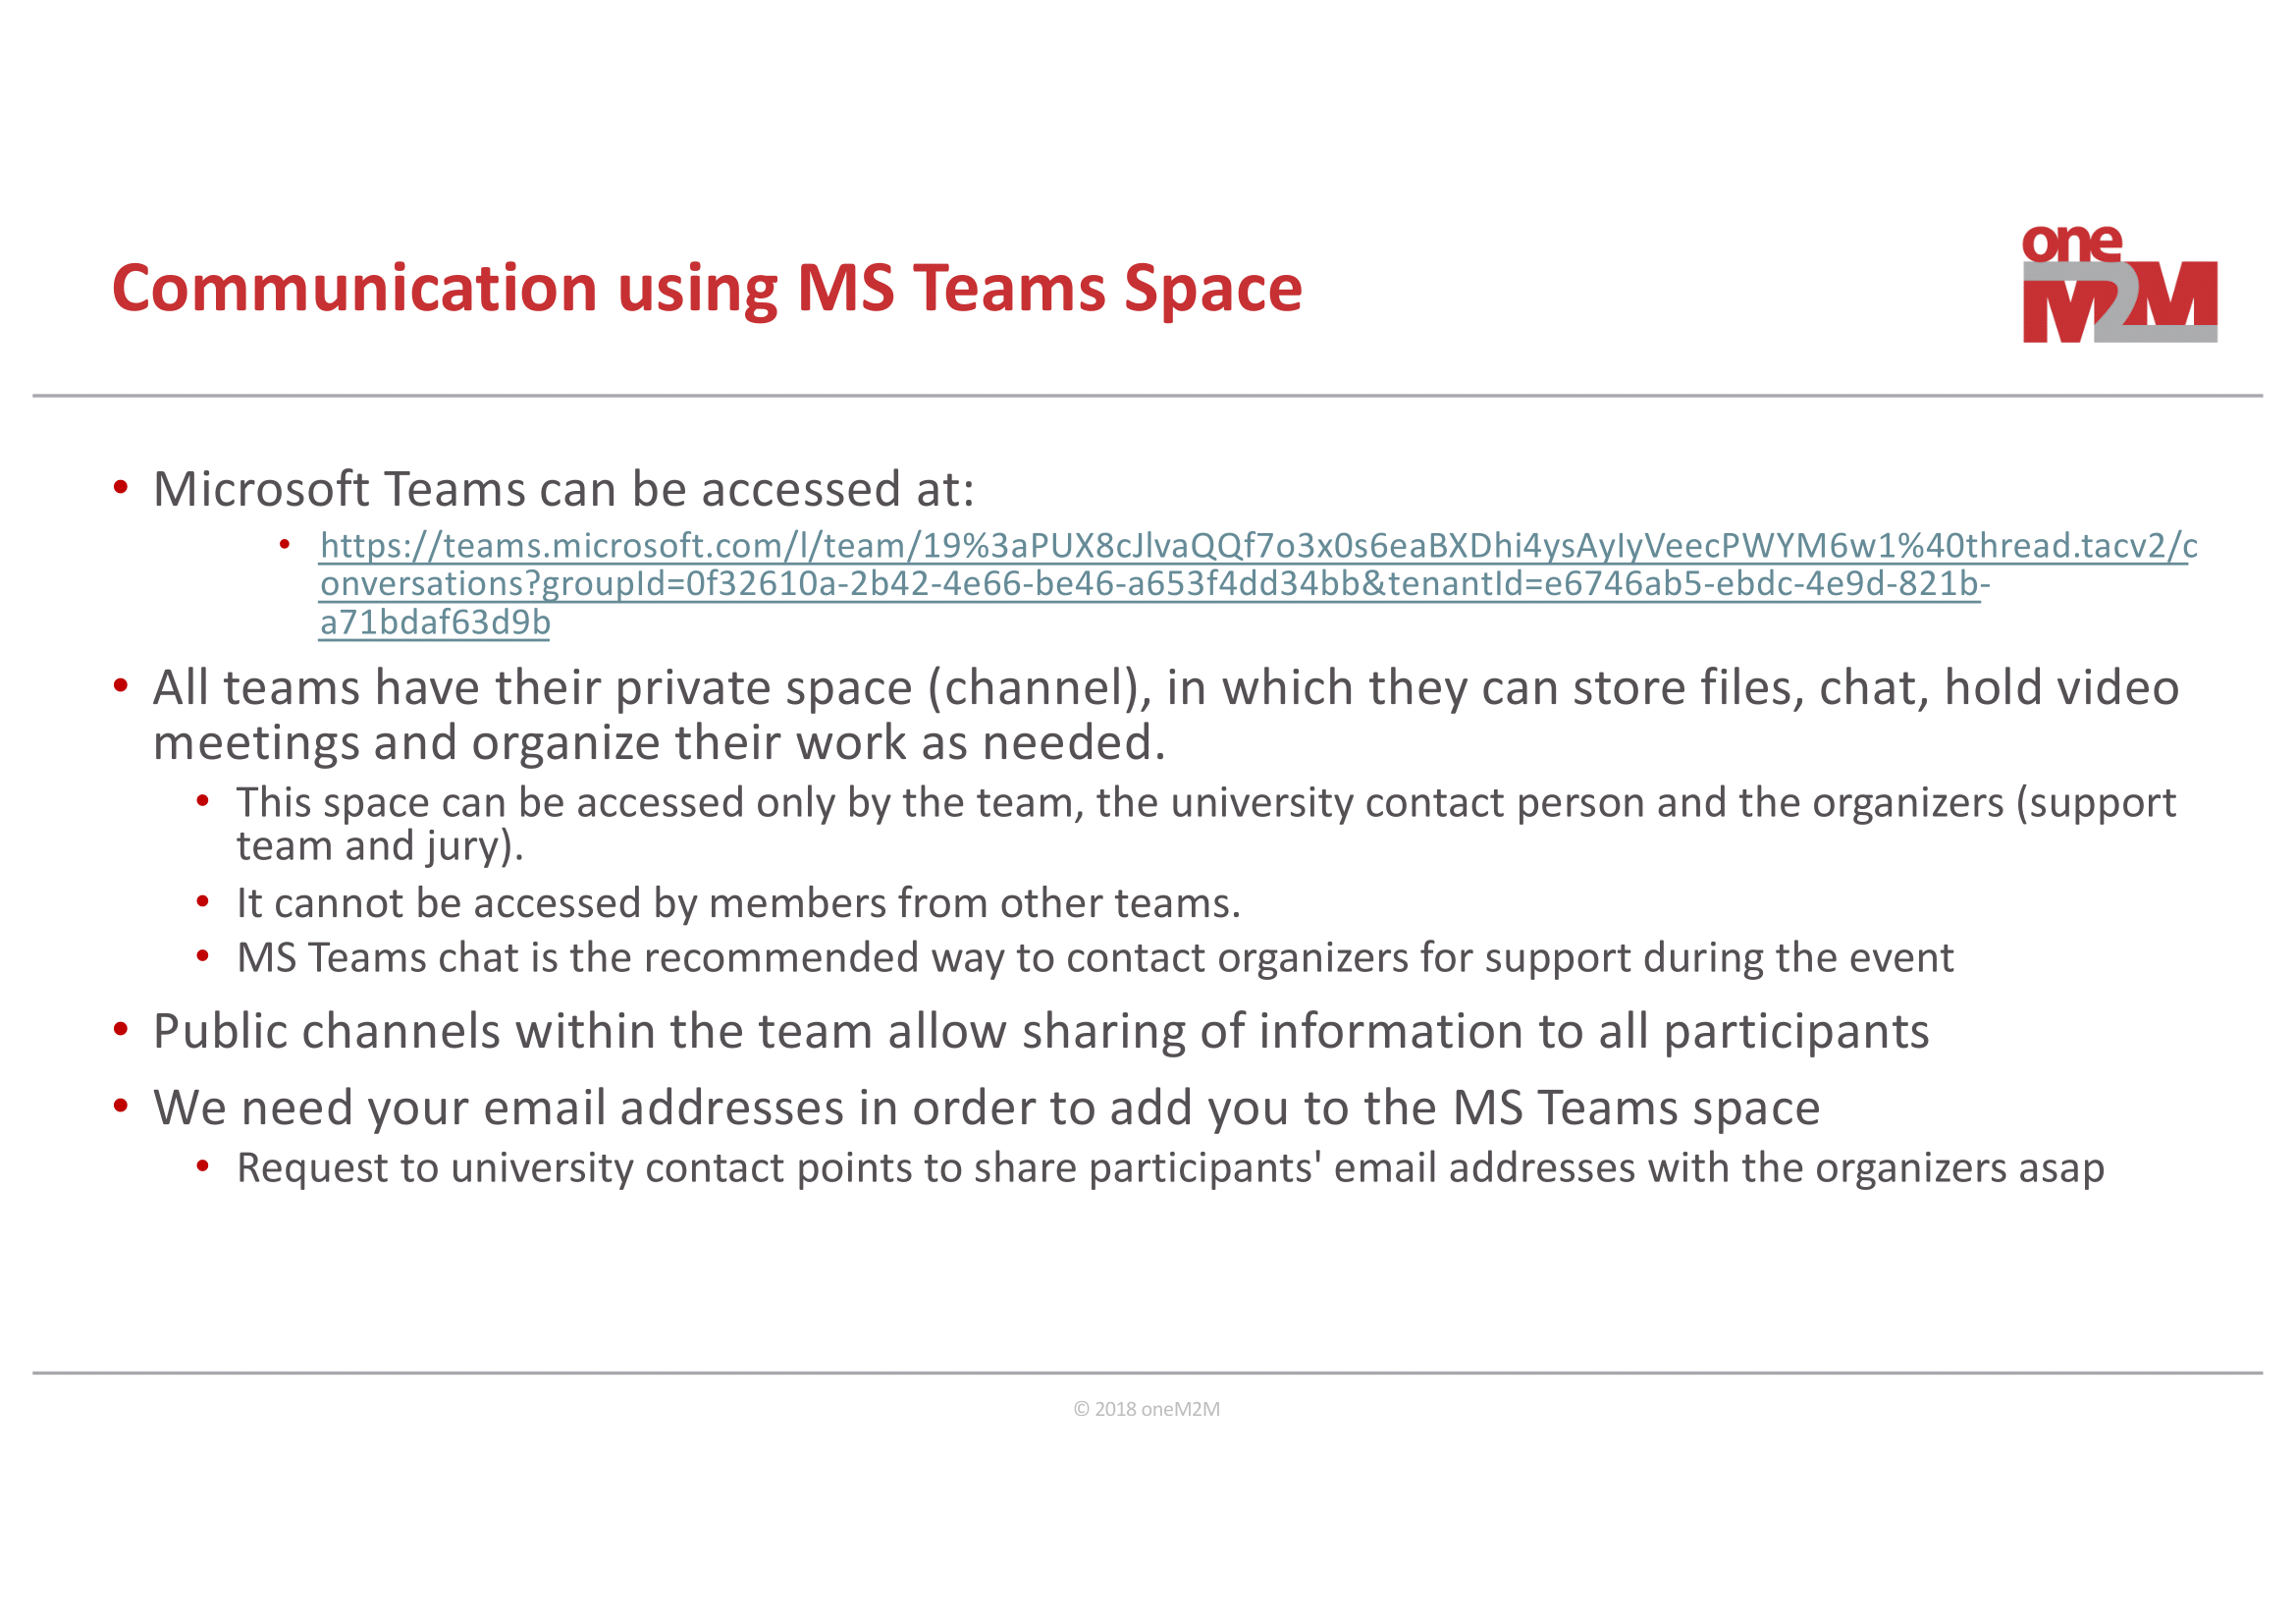 Communication using MS Teams Space
one
M2M
• Microsoft Teams can be accessed at:
• https://teams.microsoft.com/l/team/19%3aPUX8cJlvaQQf7o3x0s6eaBXDhi4ysAyIyVeecPWYM6w1%40thread.tacv2/c
onversations?groupId=0f32610a-2b42-4e66-be46-a653f4dd34bb&tenantId=e6746ab5-ebdc-4e9d-821b-
a71bdaf63d9b
• All teams have their private space (channel), in which they can store files, chat, hold video
meetings and organize their work as needed.
• This space can be accessed only by the team, the university contact person and the organizers (support
team and jury).
• It cannot be accessed by members from other teams.
• MS Teams chat is the recommended way to contact organizers for support during the event
• Public channels within the team allow sharing of information to all participants
• We need your email addresses in order to add you to the MS Teams space
• Request to university contact points to share participants' email addresses with the organizers asap
© 2018 oneM2M